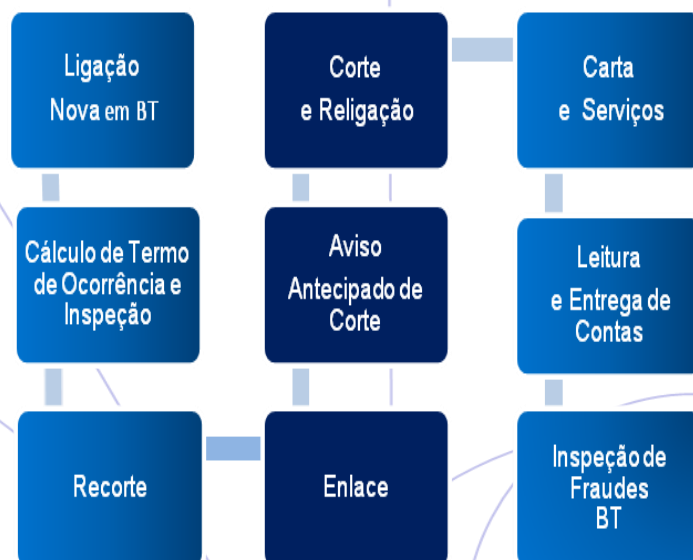 Ligação
Nova em BT
Cálculo de Termo
de Ocorrência e
Inspeção
Recorte
Enlace
Aviso
Antecipado de
Corte
Corte
e Religação
Carta
e Serviços
Leitura
e Entrega de
Contas
Inspeção de
Fraudes
BT